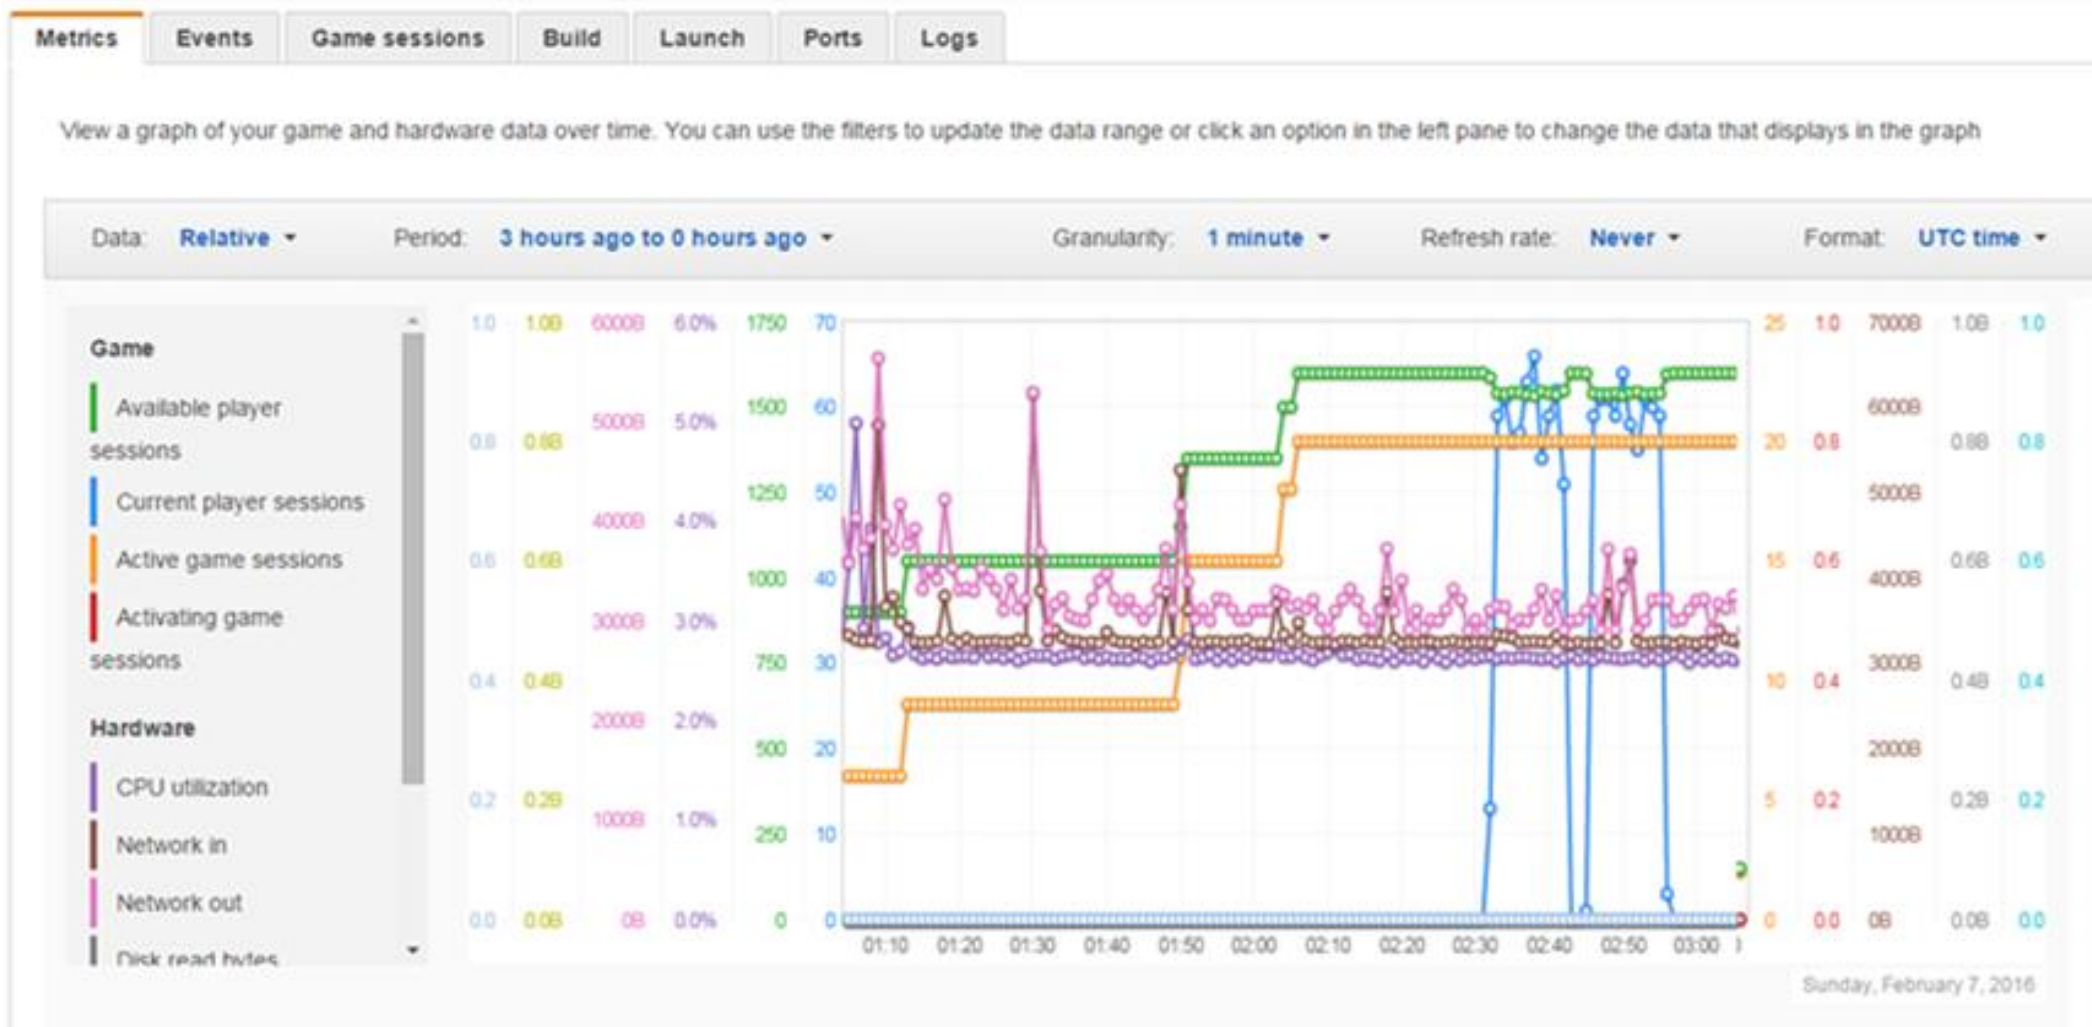 Metrics Events Game sessions Build Launch Ports Logs
View a graph of your game and hardware data over time. You can use the filters to update the data range or click an option in the left pane to change the data that displays in the graph
Data: Relative Period: 3 hours ago to 0 hours ago Granularity: 1 minute Refresh rate: Never Format: UTC time
Game
Available player
sessions
Current player sessions
Active game sessions
Activating game
sessions
Hardware
CPU utilization
Network in
Network out
Disk read bytes
1.0 1.0B 6000B 6.0% 1750 70 25 1.0 7000B 1.0B 1.0
1500 60 6000B
5000B 5.0%
0.8 0.8B 20 0.8 0.8B 0.8
1250 50 5000B
4000B 4.0%
0.6 0.6B 15 0.6 0.6B 0.6
1000 40 4000B
3000B 3.0%
750 30 3000B
0.4 0.4B 10 0.4 0.4B 0.4
2000B 2.0%
500 20 2000B
0.2 0.2B 5 0.2 0.2B 0.2
1000B 1.0%
250 10 1000B
0.0 0.0B 0B 0.0% 0 0 0 0.0 0B 0.0B 0.0
01:10 01:20 01:30 01:40 01:50 02:00 02:10 02:20 02:30 02:40 02:50 03:00
Sunday, February 7, 2016